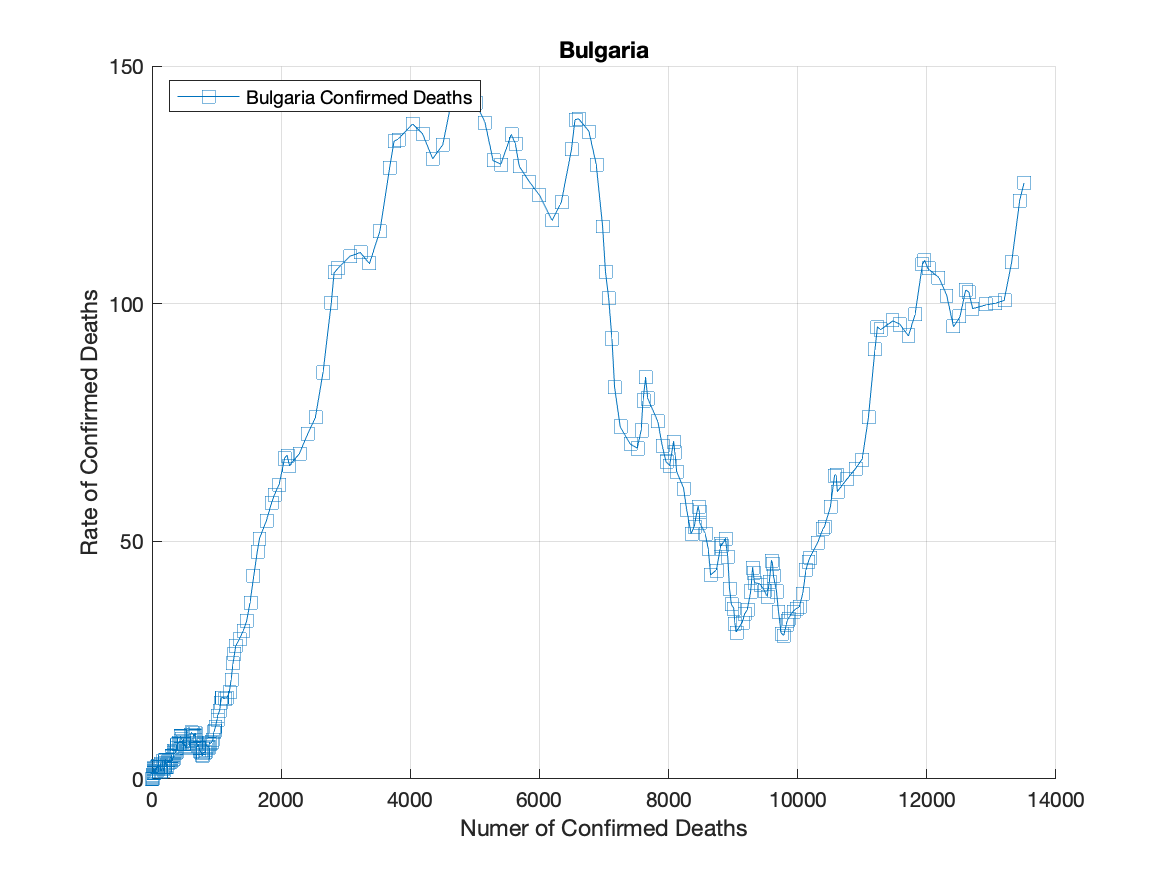 Bulgaria
Bulgaria Confirmed Deaths
150
100
50
0
Rate of Confirmed Deaths
0 2000 4000 6000 8000 10000 12000 14000
Numer of Confirmed Deaths